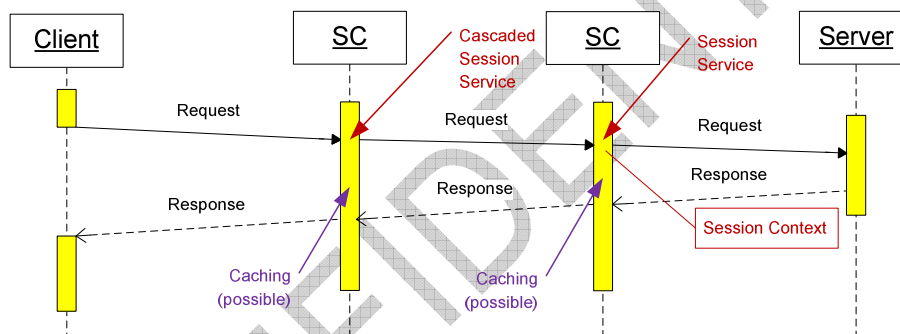 Client
SC
SC
Server
Cascaded
Session
Service
Session
Service
Request
Request
Request
Response
Response
Response
Session Context
Caching
(possible)
Caching
(possible)
FIDENT